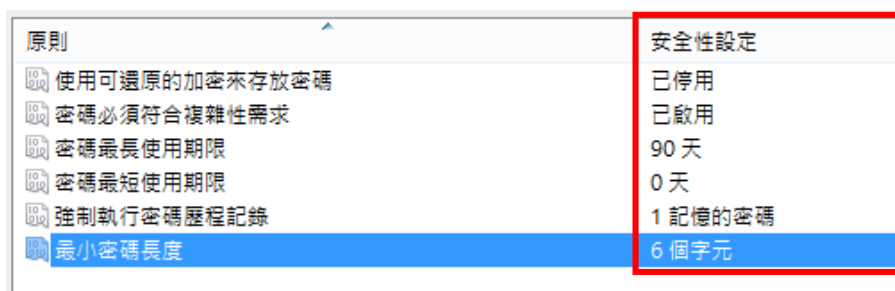 原則 安全性設定
使用可還原的加密來存放密碼 已停用
密碼必須符合複雜性需求 已啟用
密碼最長使用期限 90 天
密碼最短使用期限 0 天
強制執行密碼歷程記錄 1 記憶的密碼
最小密碼長度 6 個字元